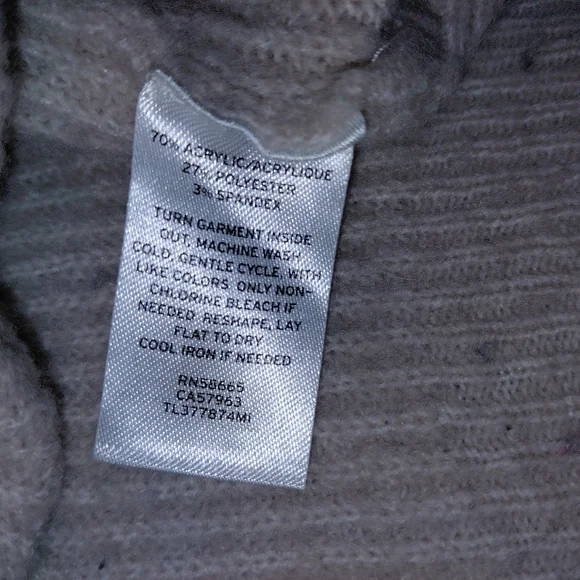 70% ACRYLIC/ACRYLIQUE
27% POLYESTER
3% SPANDEX
TURN GARMENT INSIDE
OUT, MACHINE WASH
COLD, GENTLE CYCLE, WITH
LIKE COLORS. ONLY NON-
CHLORINE BLEACH IF
NEEDED. RESHAPE, LAY
FLAT TO DRY
COOL IRON IF NEEDED
RN58665
CA57963
TL377874MI